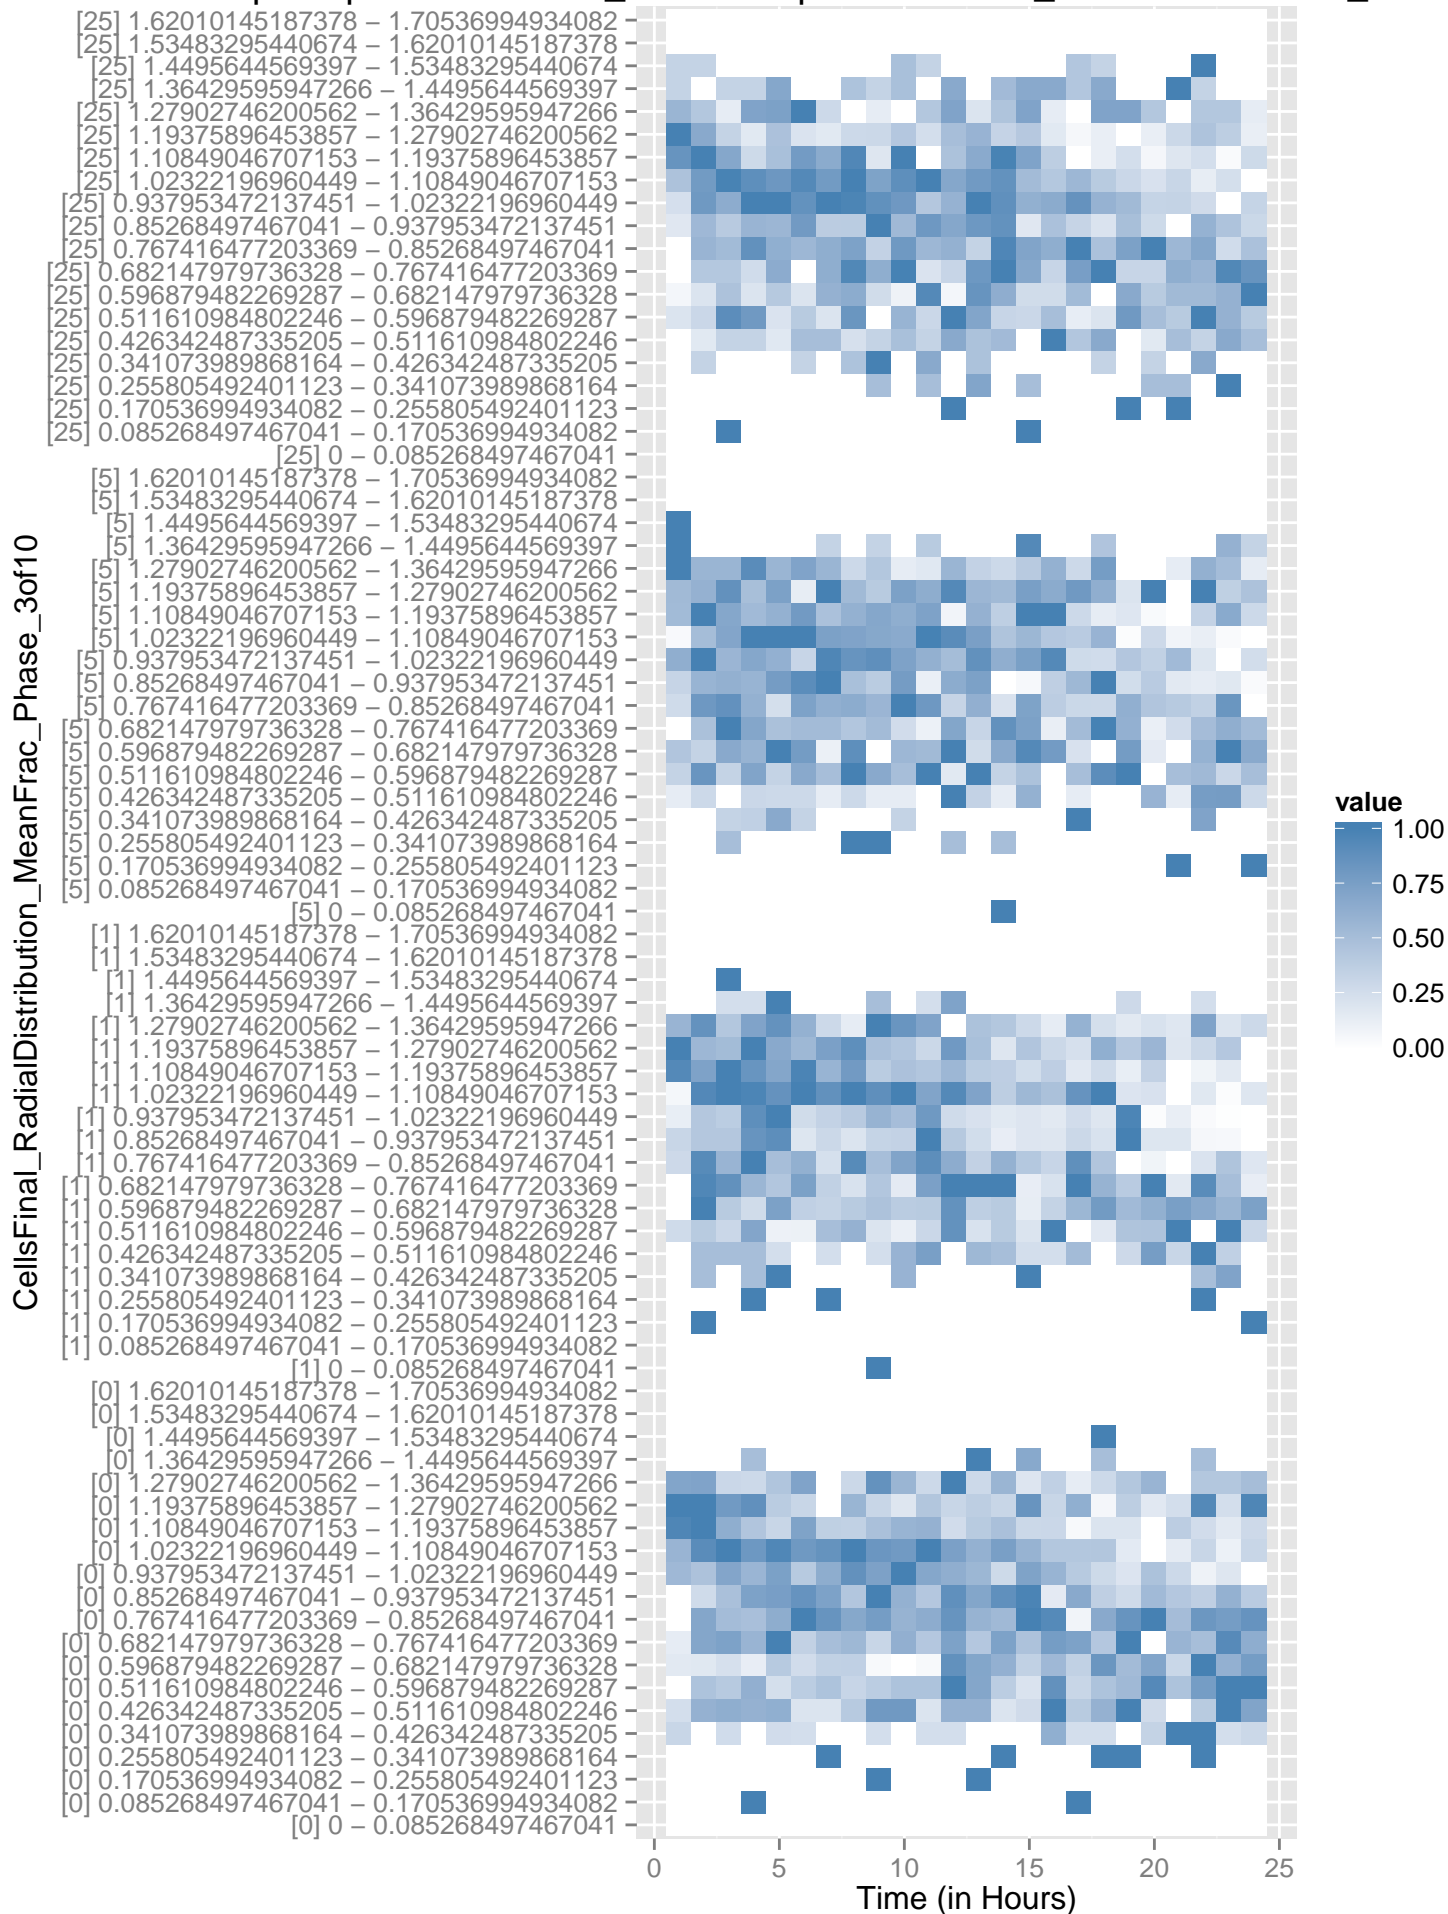 [25] 1.62010145187378 – 1.70536994934082
[25] 1.53483295440674 – 1.62010145187378
[25] 1.4495644569397 – 1.53483295440674
[25] 1.36429595947266 – 1.4495644569397
[25] 1.27902746200562 – 1.36429595947266
[25] 1.19375896453857 – 1.27902746200562
[25] 1.10849046707153 – 1.19375896453857
[25] 1.02322196960449 – 1.10849046707153
[25] 0.937953472137451 – 1.02322196960449
[25] 0.85268497467041 – 0.937953472137451
[25] 0.767416477203369 – 0.85268497467041
[25] 0.682147979736328 – 0.767416477203369
[25] 0.596879482269287 – 0.682147979736328
[25] 0.511610984802246 – 0.596879482269287
[25] 0.426342487335205 – 0.511610984802246
[25] 0.341073989868164 – 0.426342487335205
[25] 0.255805492401123 – 0.341073989868164
[25] 0.170536994934082 – 0.255805492401123
[25] 0.085268497467041 – 0.170536994934082
[25] 0 – 0.085268497467041
[5] 1.62010145187378 – 1.70536994934082
[5] 1.53483295440674 – 1.62010145187378
[5] 1.4495644569397 – 1.53483295440674
[5] 1.36429595947266 – 1.4495644569397
[5] 1.27902746200562 – 1.36429595947266
[5] 1.19375896453857 – 1.27902746200562
[5] 1.10849046707153 – 1.19375896453857
[5] 1.02322196960449 – 1.10849046707153
[5] 0.937953472137451 – 1.02322196960449
[5] 0.85268497467041 – 0.937953472137451
[5] 0.767416477203369 – 0.85268497467041
[5] 0.682147979736328 – 0.767416477203369
[5] 0.596879482269287 – 0.682147979736328
[5] 0.511610984802246 – 0.596879482269287
[5] 0.426342487335205 – 0.511610984802246
[5] 0.341073989868164 – 0.426342487335205
[5] 0.255805492401123 – 0.341073989868164
[5] 0.170536994934082 – 0.255805492401123
[5] 0.085268497467041 – 0.170536994934082
[5] 0 – 0.085268497467041
[1] 1.62010145187378 – 1.70536994934082
[1] 1.53483295440674 – 1.62010145187378
[1] 1.4495644569397 – 1.53483295440674
[1] 1.36429595947266 – 1.4495644569397
[1] 1.27902746200562 – 1.36429595947266
[1] 1.19375896453857 – 1.27902746200562
[1] 1.10849046707153 – 1.19375896453857
[1] 1.02322196960449 – 1.10849046707153
[1] 0.937953472137451 – 1.02322196960449
[1] 0.85268497467041 – 0.937953472137451
[1] 0.767416477203369 – 0.85268497467041
[1] 0.682147979736328 – 0.767416477203369
[1] 0.596879482269287 – 0.682147979736328
[1] 0.511610984802246 – 0.596879482269287
[1] 0.426342487335205 – 0.511610984802246
[1] 0.341073989868164 – 0.426342487335205
[1] 0.255805492401123 – 0.341073989868164
[1] 0.170536994934082 – 0.255805492401123
[1] 0.085268497467041 – 0.170536994934082
[1] 0 – 0.085268497467041
[0] 1.62010145187378 – 1.70536994934082
[0] 1.53483295440674 – 1.62010145187378
[0] 1.4495644569397 – 1.53483295440674
[0] 1.36429595947266 – 1.4495644569397
[0] 1.27902746200562 – 1.36429595947266
[0] 1.19375896453857 – 1.27902746200562
[0] 1.10849046707153 – 1.19375896453857
[0] 1.02322196960449 – 1.10849046707153
[0] 0.937953472137451 – 1.02322196960449
[0] 0.85268497467041 – 0.937953472137451
[0] 0.767416477203369 – 0.85268497467041
[0] 0.682147979736328 – 0.767416477203369
[0] 0.596879482269287 – 0.682147979736328
[0] 0.511610984802246 – 0.596879482269287
[0] 0.426342487335205 – 0.511610984802246
[0] 0.341073989868164 – 0.426342487335205
[0] 0.255805492401123 – 0.341073989868164
[0] 0.170536994934082 – 0.255805492401123
[0] 0.085268497467041 – 0.170536994934082
[0] 0 – 0.085268497467041
CellsFinal_RadialDistribution_MeanFrac_Phase_3of10
0 5 10 15 20 25
Time (in Hours)
value
1.00
0.75
0.50
0.25
0.00